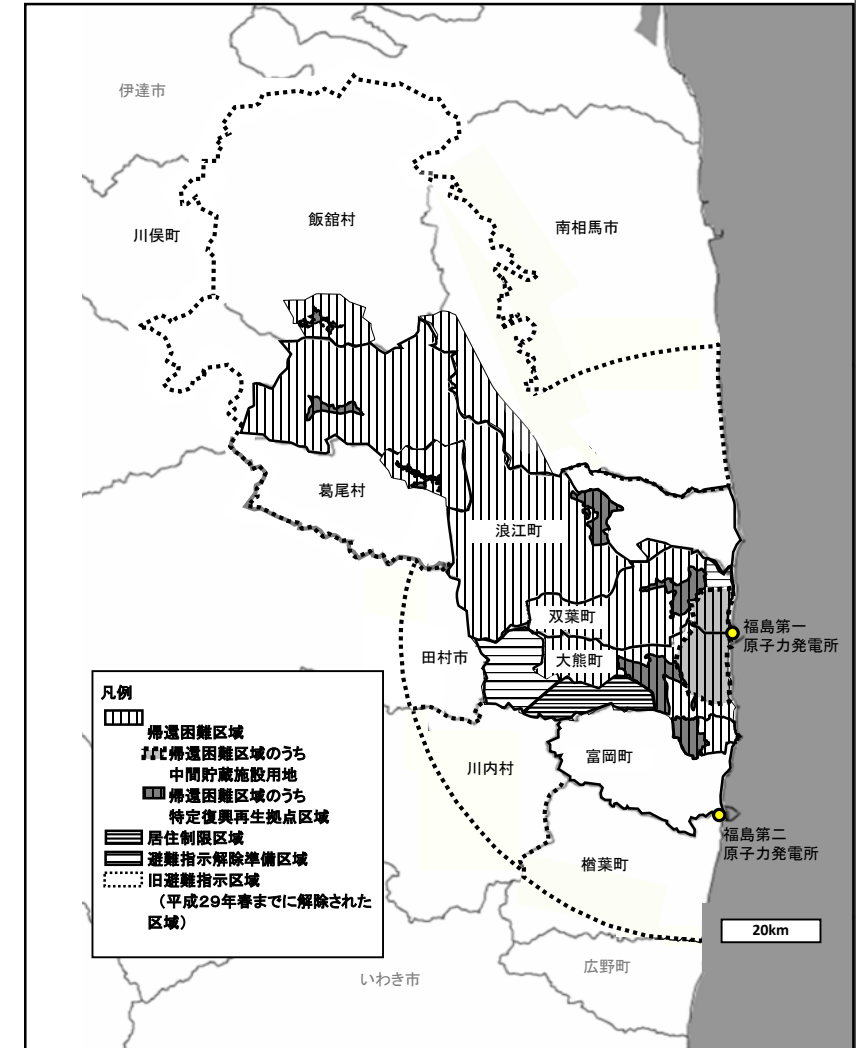 伊達市
飯舘村
川俣町
南相馬市
葛尾村
浪江町
双葉町
福島第一
原子力発電所
大熊町
田村市
凡例
帰還困難区域
帰還困難区域のうち
中間貯蔵施設用地
帰還困難区域のうち
特定復興再生拠点区域
居住制限区域
避難指示解除準備区域
旧避難指示区域
(平成29年春までに解除された
区域)
川内村
富岡町
福島第二
原子力発電所
楢葉町
20km
広野町
いわき市